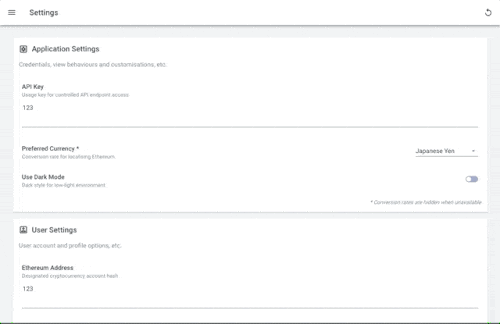 Settings
Application Settings
Credentials, view behaviours and customisations, etc.
API Key
Usage key for controlled API endpoint access
123
Preferred Currency *
Conversion rate for localising Ethereum.
Japanese Yen
Use Dark Mode
Dark style for low-light environment
* Conversion rates are hidden when unavailable
User Settings
User account and profile options, etc.
Ethereum Address
Designated cryptocurrency account hash
123